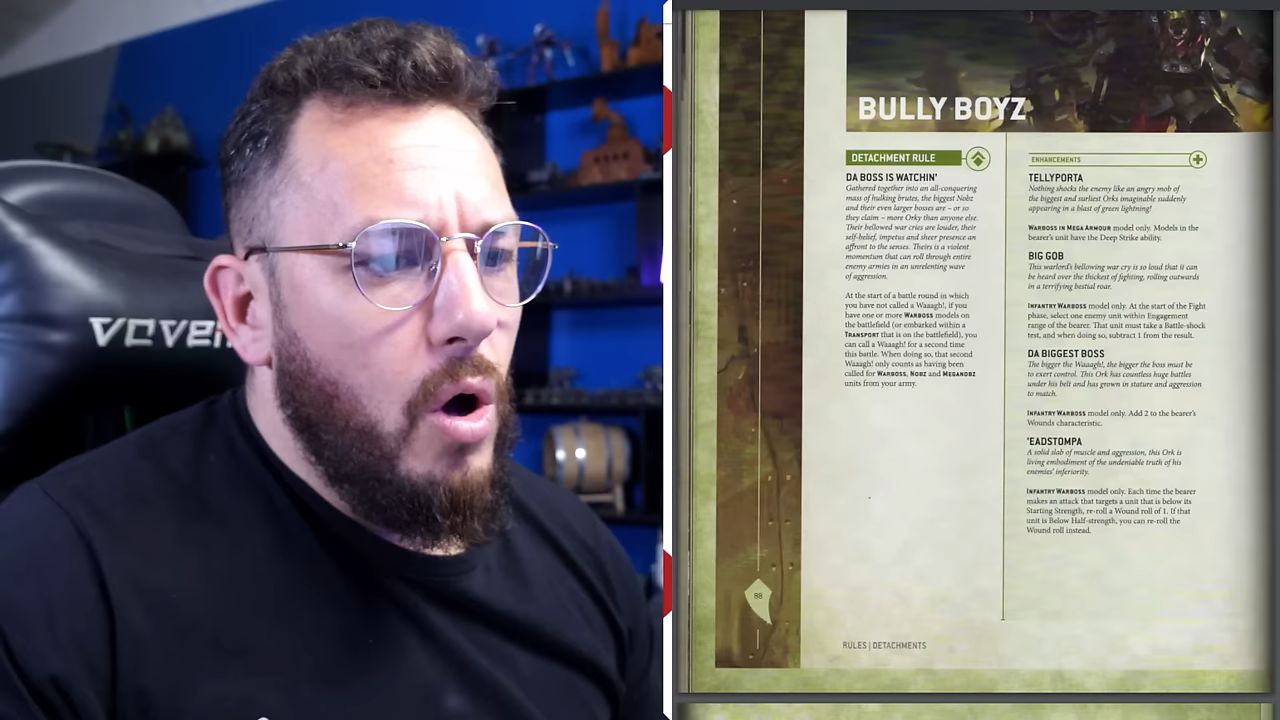 VCVE
BULLY BOYZ
DETACHMENT RULE
DA BOSS IS WATCHIN'
Gathered together into an all-conquering
mass of hulking brutes, the biggest Nobz
and their even larger bosses are – or so
they claim – more Orky than anyone else.
Their bellowed war cries are louder, their
self-belief, impetus and sheer presence an
affront to the senses. Theirs is a violent
momentum that can roll through entire
enemy armies in an unrelenting wave
of aggression.
At the start of a battle round in which
you have not called a Waaagh!, if you
have one or more WARBOSS models on
the battlefield (or embarked within a
TRANSPORT that is on the battlefield), you
can call a Waaagh! for a second time
this battle. When doing so, that second
Waaagh! only counts as having been
called for WARBOSS, NOBZ and MEGANOBZ
units from your army.
ENHANCEMENTS
TELLYPORTA
Nothing shocks the enemy like an angry mob of
the biggest and surliest Orks imaginable suddenly
appearing in a blast of green lightning!
WARBOSS IN MEGA ARMOUR model only. Models in the
bearer's unit have the Deep Strike ability.
BIG GOB
This warlord's bellowing war cry is so loud that it can
be heard over the thickest of fighting, rolling outwards
in a terrifying bestial roar.
INFANTRY WARBOSS model only. At the start of the Fight
phase, select one enemy unit within Engagement
range of the bearer. That unit must take a Battle-shock
test, and when doing so, subtract 1 from the result.
DA BIGGEST BOSS
The bigger the Waaagh!, the bigger the boss must be
to exert control. This Ork has countless huge battles
under his belt and has grown in stature and aggression
to match.
INFANTRY WARBOSS model only. Add 2 to the bearer's
Wounds characteristic.
'EADSTOMPA
A solid slab of muscle and aggression, this Ork is
living embodiment of the undeniable truth of his
enemies' inferiority.
INFANTRY WARBOSS model only. Each time the bearer
makes an attack that targets a unit that is below its
Starting Strength, re-roll a Wound roll of 1. If that
unit is Below Half-strength, you can re-roll the
Wound roll instead.
88
RULES | DETACHMENTS